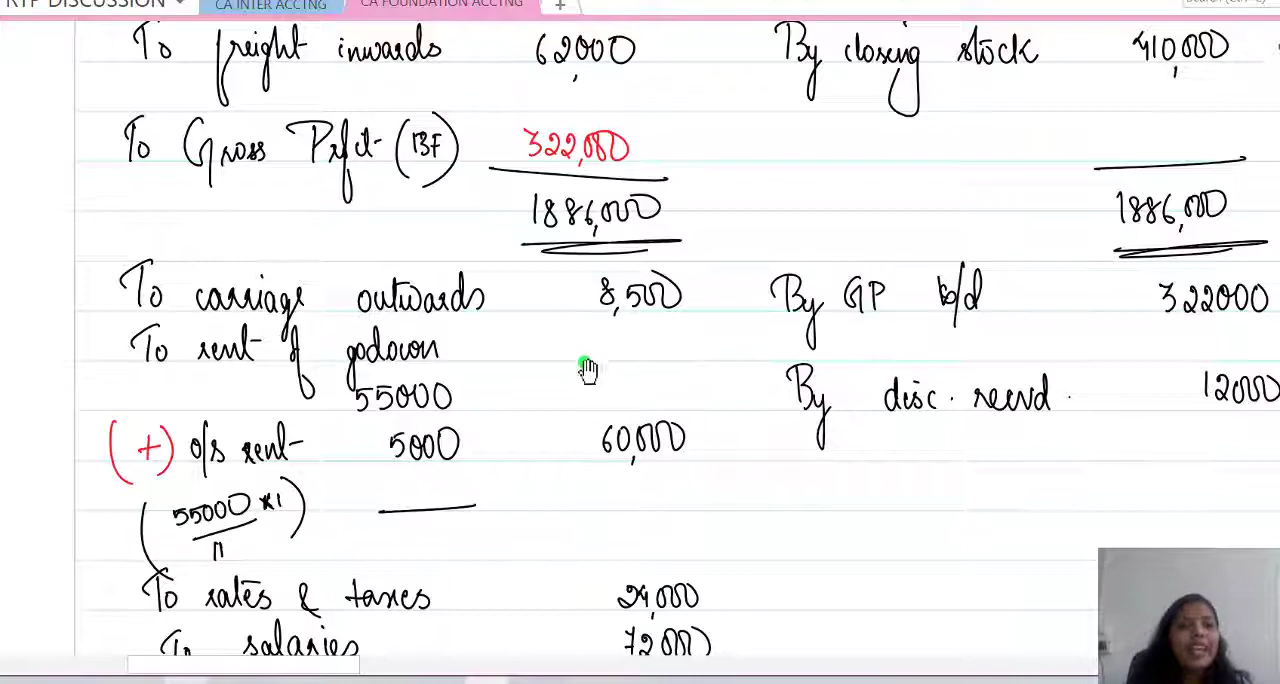 RTP DISCUSSION
CA INTER ACCTNG
CA FOUNDATION ACCTNG
+
To freight inwards 62,000 By closing stock 410,000
To Gross Profit (BF) 322,000
1886,000 1886,000
To carriage outwards 8,500 By GP b/d 322000
To rent of godown
55000 By disc. recvd. 12000
(+) o/s rent 5000 60,000
(55000 x 1
11)
To rates & taxes 24,000
To salaries 72000